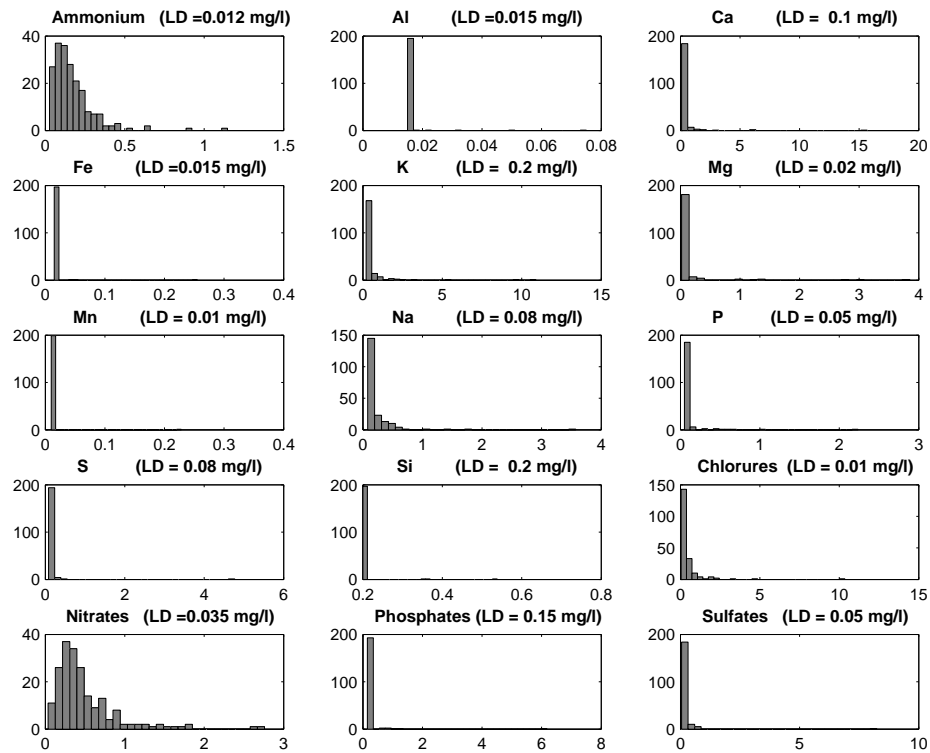 Ammonium (LD =0.012 mg/l) Al (LD =0.015 mg/l) Ca (LD = 0.1 mg/l)
40 200 200
20 100 100
0 0 0
0 0.5 1 1.5 0 0.02 0.04 0.06 0.08 0 5 10 15 20
Fe (LD =0.015 mg/l) K (LD = 0.2 mg/l) Mg (LD = 0.02 mg/l)
200 200 200
100 100 100
0 0 0
0 0.1 0.2 0.3 0.4 0 5 10 15 0 1 2 3 4
Mn (LD = 0.01 mg/l) Na (LD = 0.08 mg/l) P (LD = 0.05 mg/l)
200 150 200
100 100 100
50
0 0 0
0 0.1 0.2 0.3 0.4 0 1 2 3 4 0 1 2 3
S (LD = 0.08 mg/l) Si (LD = 0.2 mg/l) Chlorures (LD = 0.01 mg/l)
200 200 150
100 100 100
50
0 0 0
0 2 4 6 0.2 0.4 0.6 0.8 0 5 10 15
Nitrates (LD =0.035 mg/l) Phosphates (LD = 0.15 mg/l) Sulfates (LD = 0.05 mg/l)
40 200 200
20 100 100
0 0 0
0 1 2 3 0 2 4 6 8 0 5 10